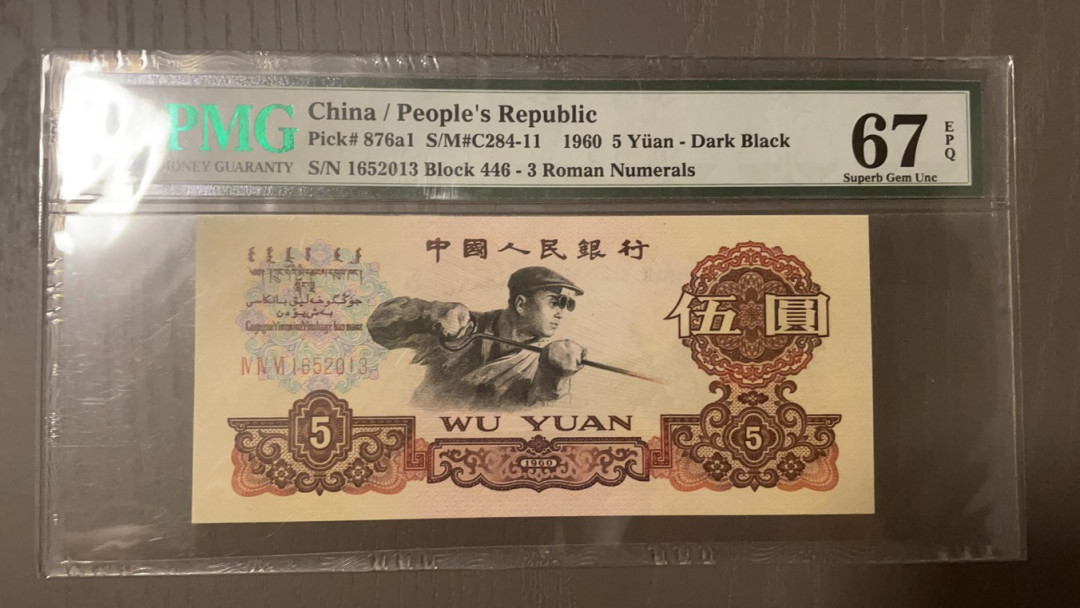 PMG
MONEY GUARANTY
China / People's Republic
Pick# 876a1 S/M#C284-11 1960 5 Yüan - Dark Black
S/N 1652013 Block 446 - 3 Roman Numerals
67
EPQ
Superb Gem Unc
中國人民銀行
伍圓
IV IV VI 1652013
5
WU YUAN
1960
5